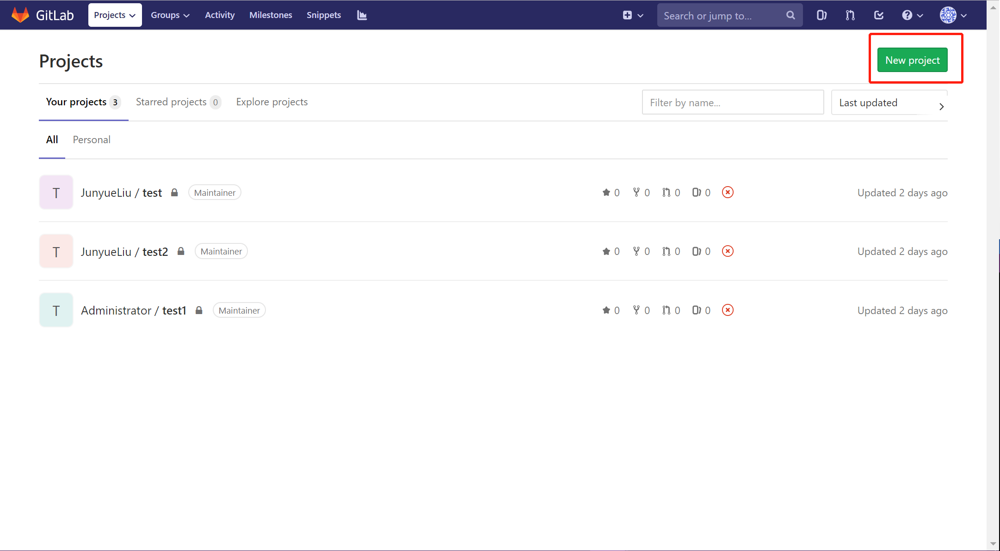 GitLab Projects Groups Activity Milestones Snippets Search or jump to...
Projects
New project
Your projects 3 Starred projects 0 Explore projects Filter by name... Last updated
All Personal
T JunyueLiu / test Maintainer 0 0 0 0 Updated 2 days ago
T JunyueLiu / test2 Maintainer 0 0 0 0 Updated 2 days ago
T Administrator / test1 Maintainer 0 0 0 0 Updated 2 days ago